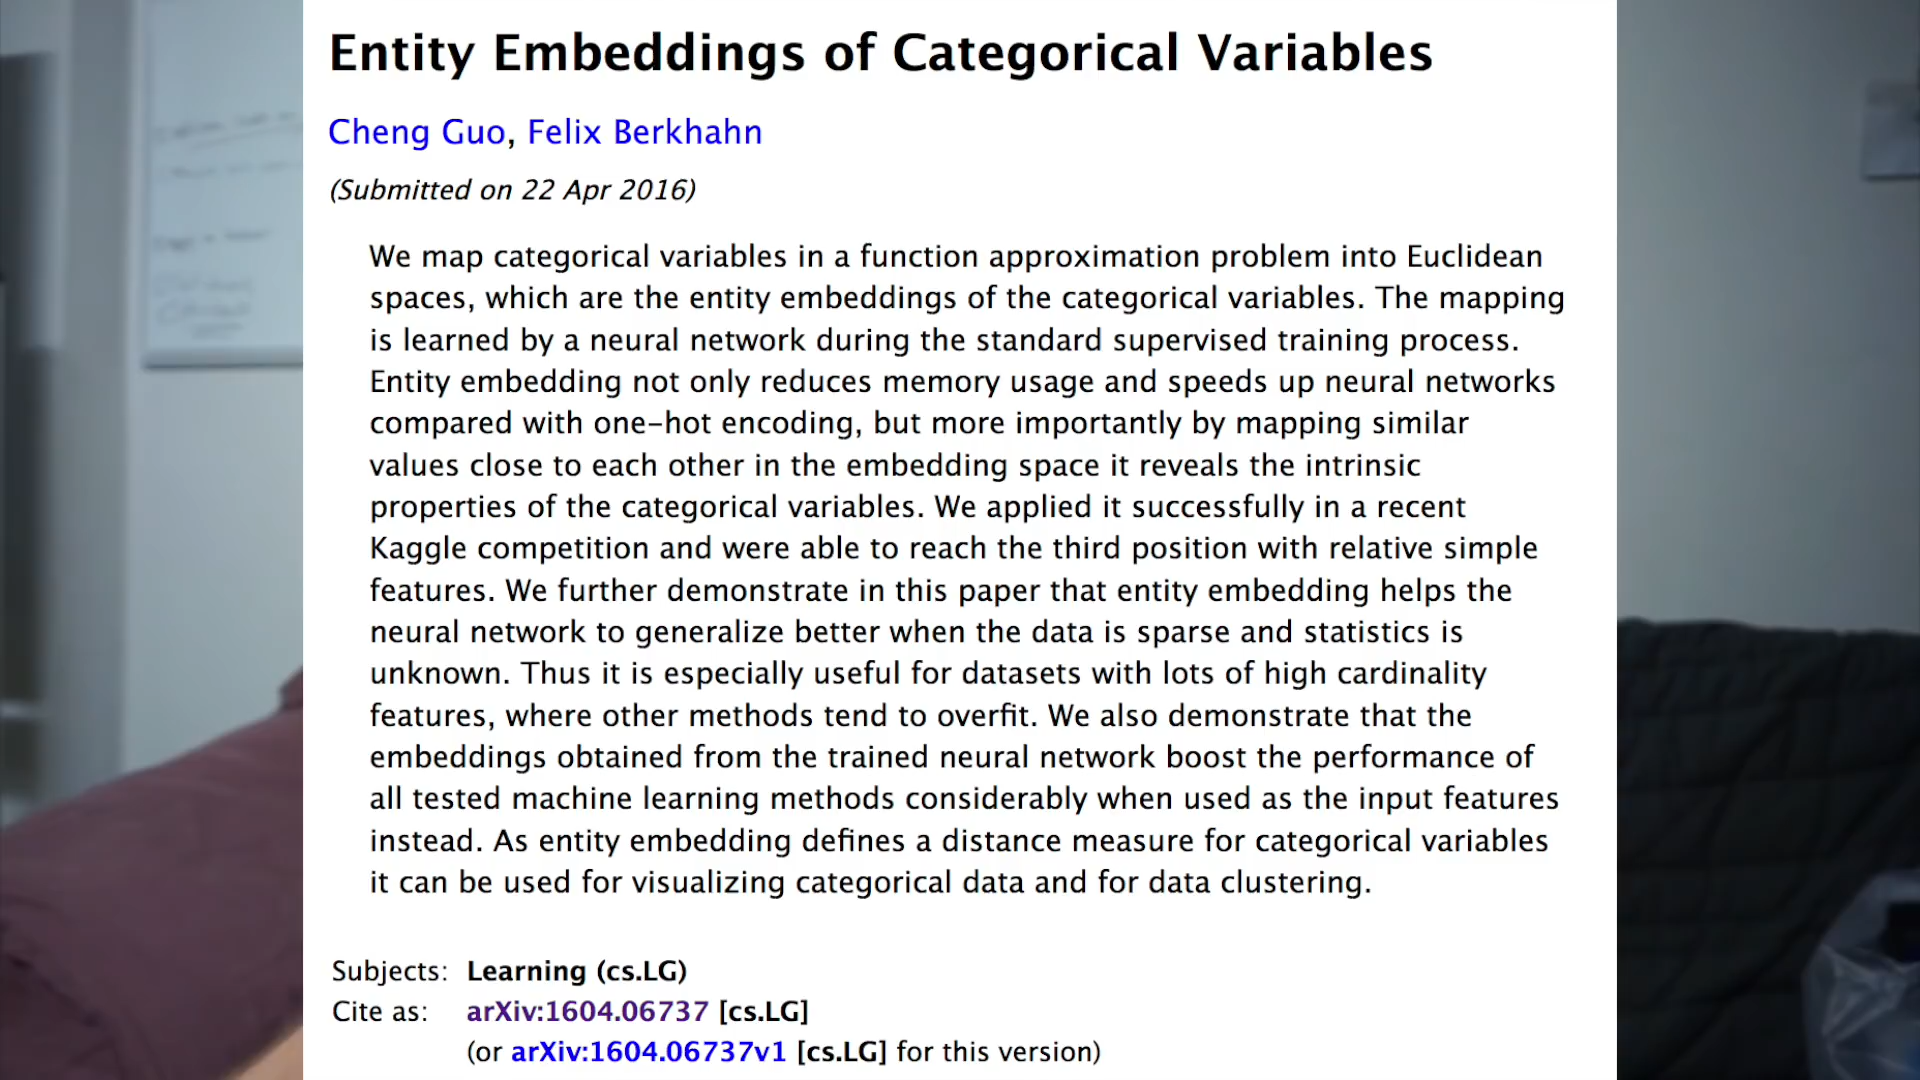 Entity Embeddings of Categorical Variables
Cheng Guo, Felix Berkhahn
(Submitted on 22 Apr 2016)
We map categorical variables in a function approximation problem into Euclidean
spaces, which are the entity embeddings of the categorical variables. The mapping
is learned by a neural network during the standard supervised training process.
Entity embedding not only reduces memory usage and speeds up neural networks
compared with one-hot encoding, but more importantly by mapping similar
values close to each other in the embedding space it reveals the intrinsic
properties of the categorical variables. We applied it successfully in a recent
Kaggle competition and were able to reach the third position with relative simple
features. We further demonstrate in this paper that entity embedding helps the
neural network to generalize better when the data is sparse and statistics is
unknown. Thus it is especially useful for datasets with lots of high cardinality
features, where other methods tend to overfit. We also demonstrate that the
embeddings obtained from the trained neural network boost the performance of
all tested machine learning methods considerably when used as the input features
instead. As entity embedding defines a distance measure for categorical variables
it can be used for visualizing categorical data and for data clustering.
Subjects: Learning (cs.LG)
Cite as: arXiv:1604.06737 [cs.LG]
(or arXiv:1604.06737v1 [cs.LG] for this version)